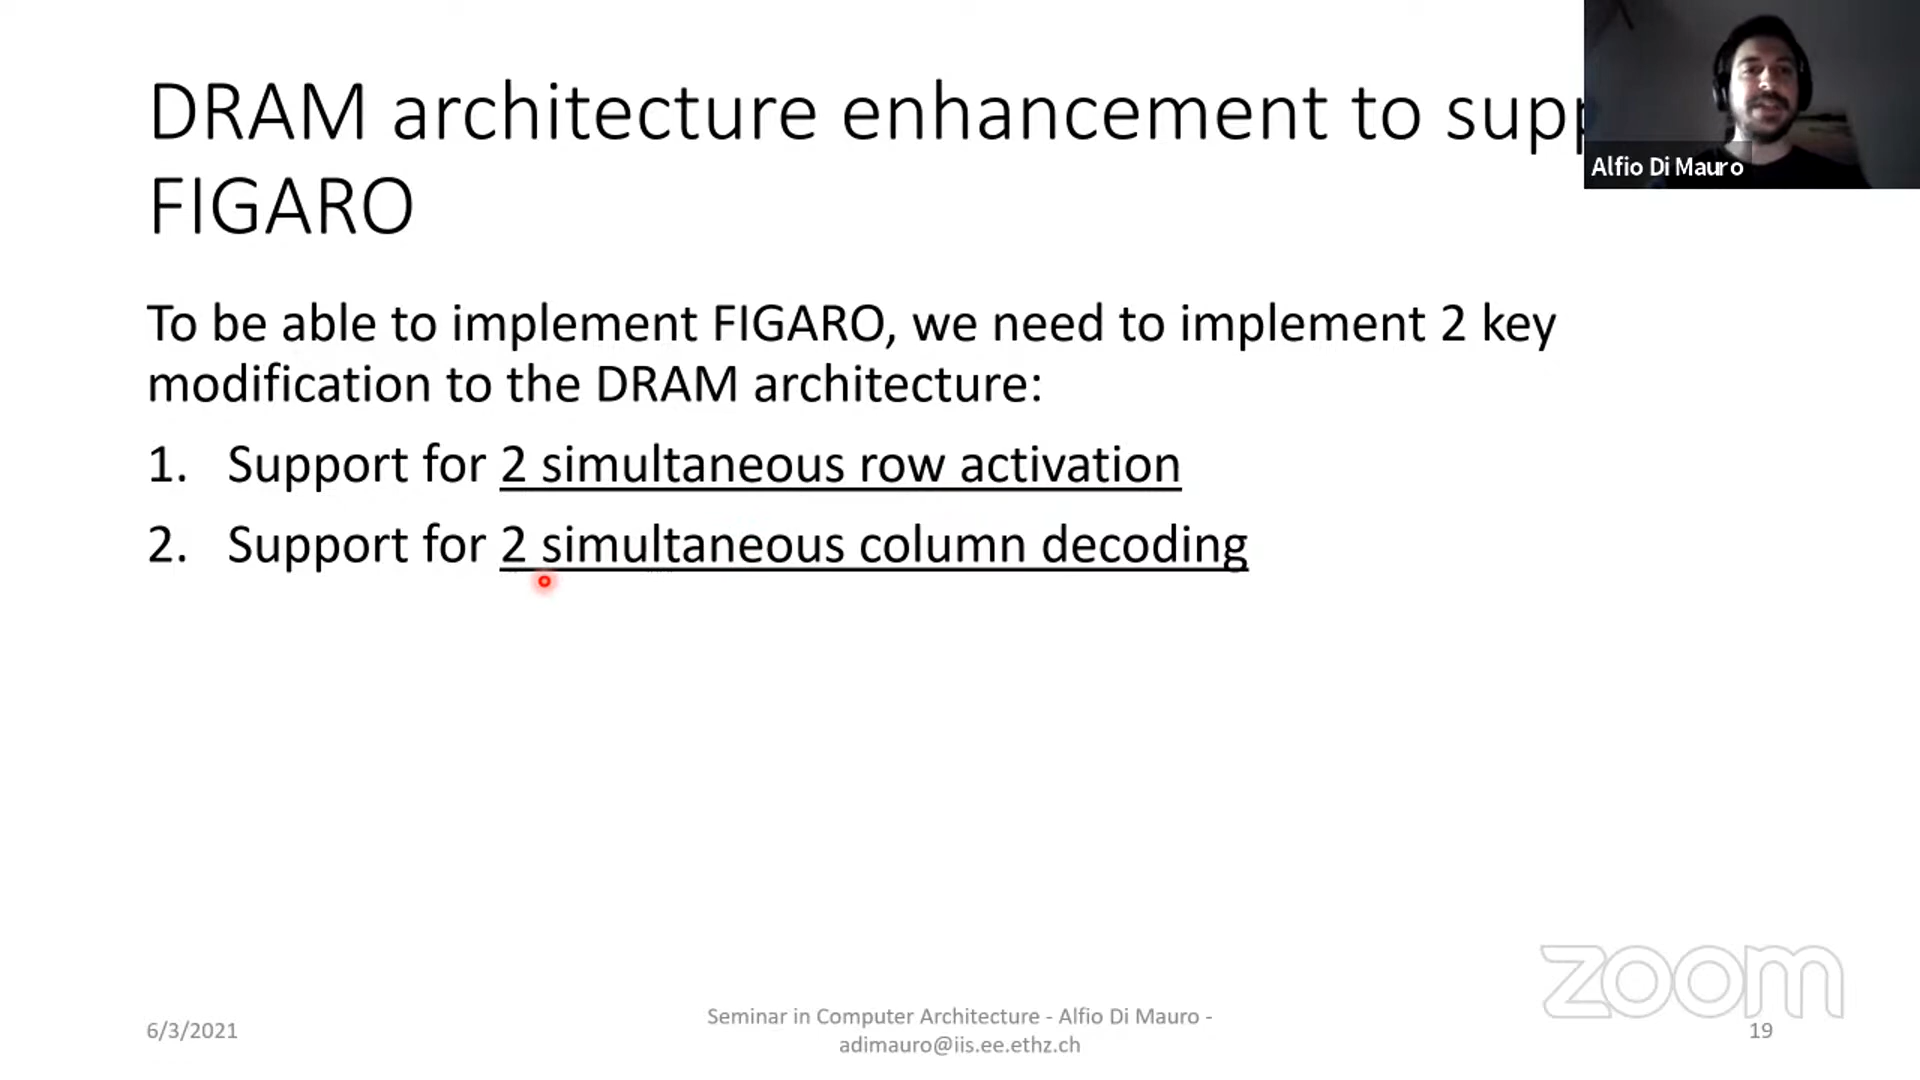 DRAM architecture enhancement to supp
FIGARO
Alfio Di Mauro
To be able to implement FIGARO, we need to implement 2 key
modification to the DRAM architecture:
1. Support for 2 simultaneous row activation
2. Support for 2 simultaneous column decoding
zoom
6/3/2021
Seminar in Computer Architecture - Alfio Di Mauro -
adimauro@iis.ee.ethz.ch
19